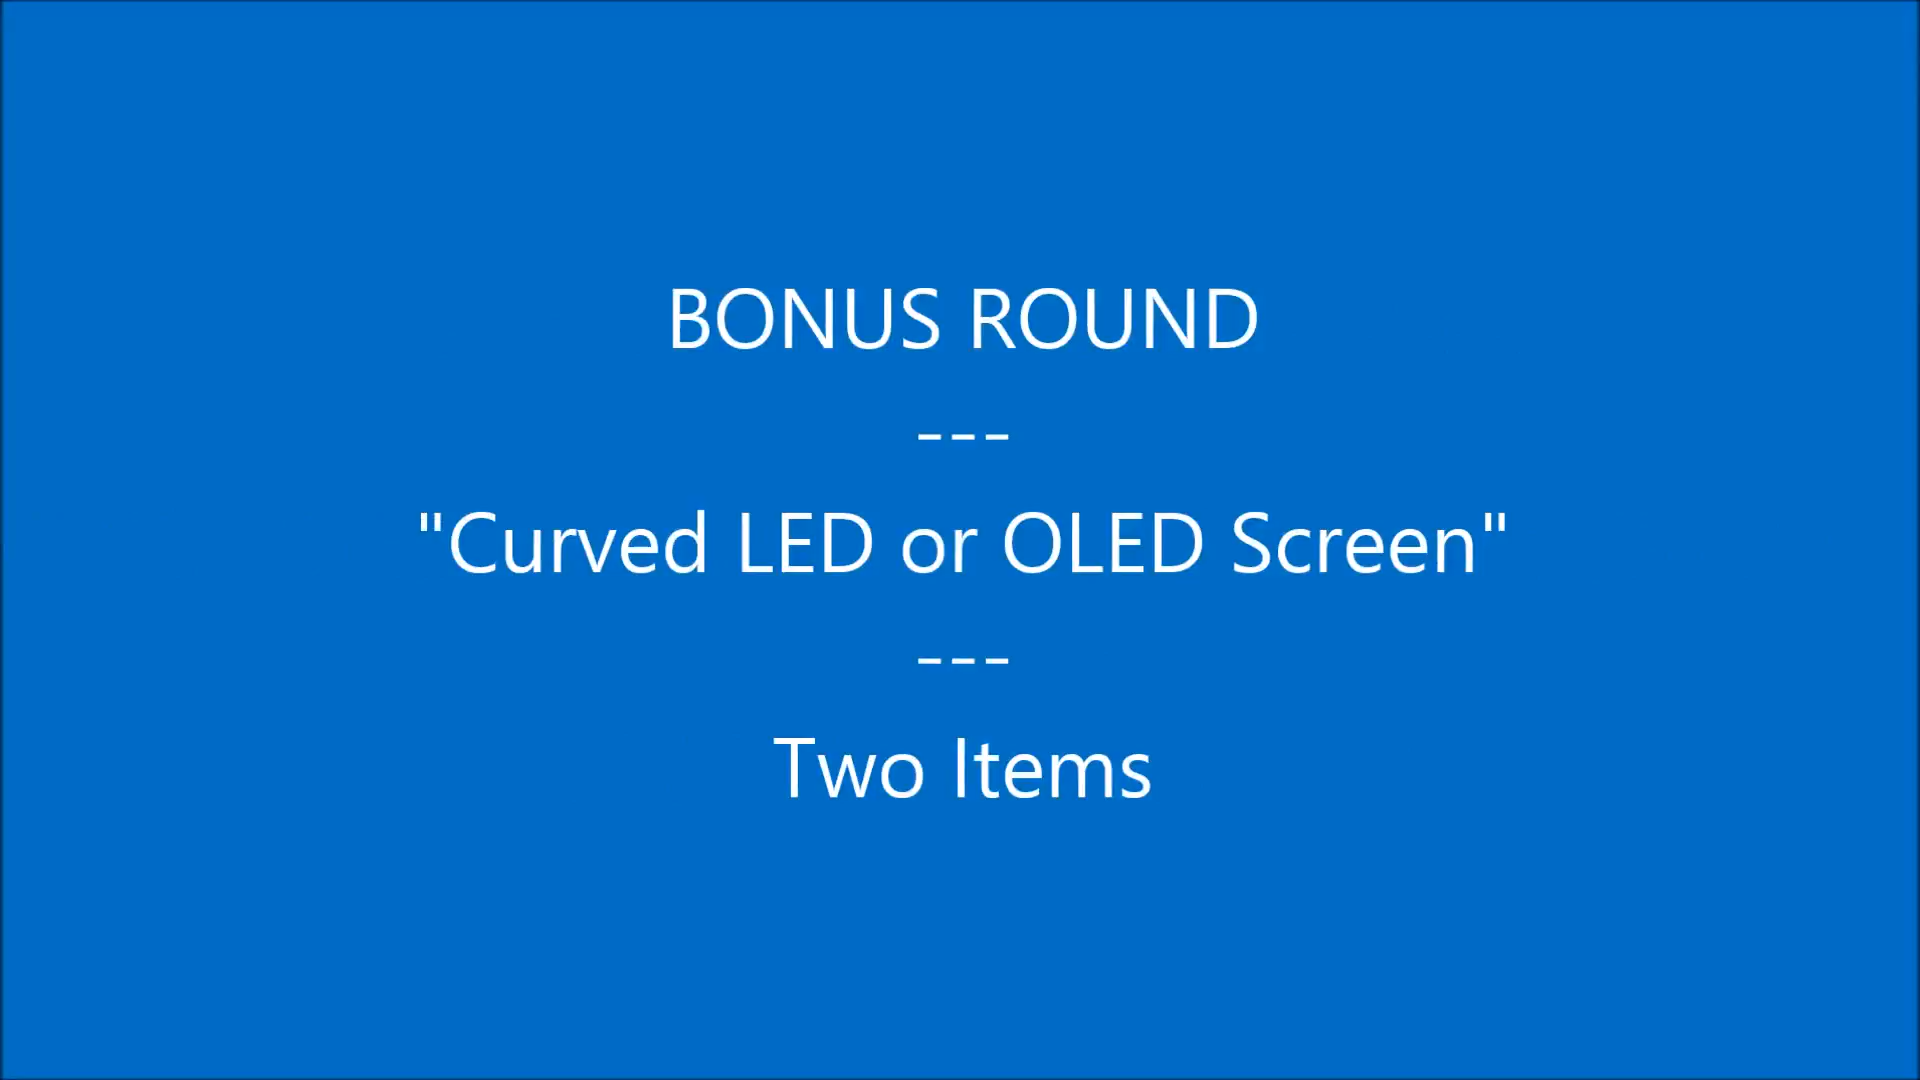 BONUS ROUND
---
"Curved LED or OLED Screen"
---
Two Items